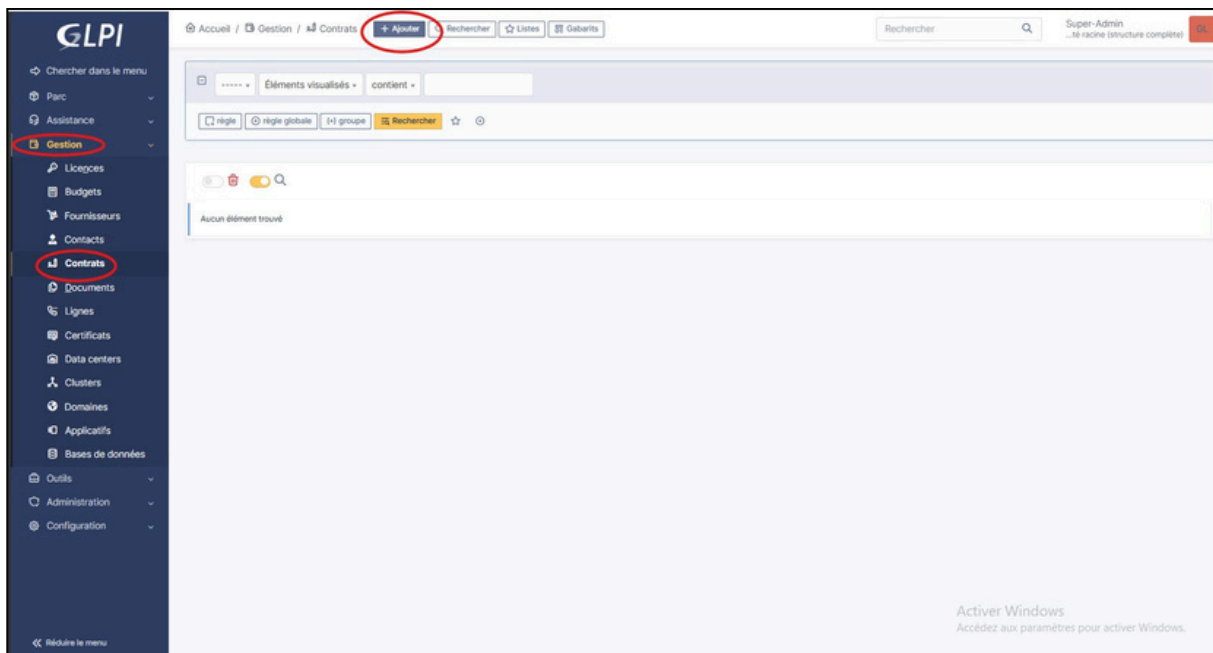 GLPI
Accueil / Gestion / Contrats + Ajouter Rechercher Listes Gabarits
Rechercher
Super-Admin
...té racine (structure complète)
GL
Chercher dans le menu
Parc
Assistance
Gestion
Licences
Budgets
Fournisseurs
Contacts
Contrats
Documents
Lignes
Certificats
Data centers
Clusters
Domaines
Applicatifs
Bases de données
Outils
Administration
Configuration
Réduire le menu
----- Éléments visualisés contient
règle règle globale (+) groupe Rechercher
Aucun élément trouvé
Activer Windows
Accédez aux paramètres pour activer Windows.